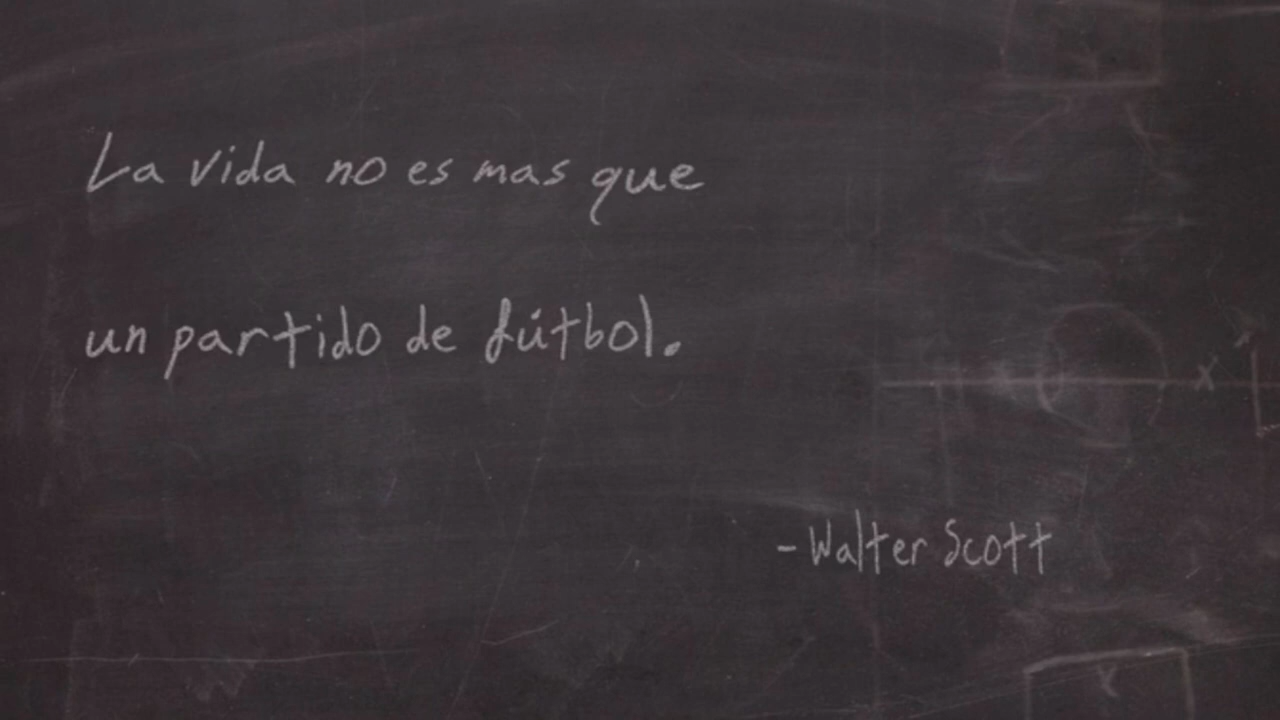 La vida no es mas que
un partido de fútbol.
-Walter Scott